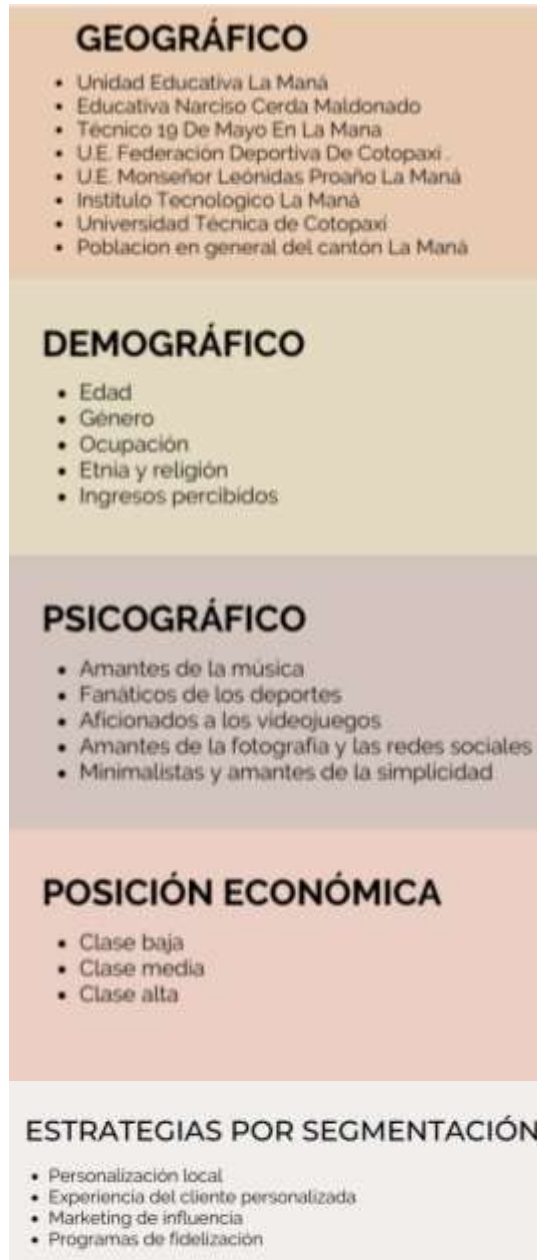 GEOGRÁFICO
• Unidad Educativa La Maná
• Educativa Narciso Cerda Maldonado
• Técnico 19 De Mayo En La Mana
• U.E. Federación Deportiva De Cotopaxi .
• U.E. Monseñor Leónidas Proaño La Maná
• Institulo Tecnologico La Maná
• Universidad Técnica de Cotopaxi
• Poblacion en general del cantón La Maná
DEMOGRÁFICO
• Edad
• Género
• Ocupación
• Etnia y religión
• Ingresos percibidos
PSICOGRÁFICO
• Amantes de la música
• Fanáticos de los deportes
• Aficionados a los videojuegos
• Amantes de la fotografia y las redes sociales
• Minimalistas y amantes de la simplicidad
POSICIÓN ECONÓMICA
• Clase baja
• Clase media
• Clase alta
ESTRATEGIAS POR SEGMENTACIÓN
• Personalización local
• Experiencia del cliente personalizada
• Marketing de influencia
• Programas de fidelización